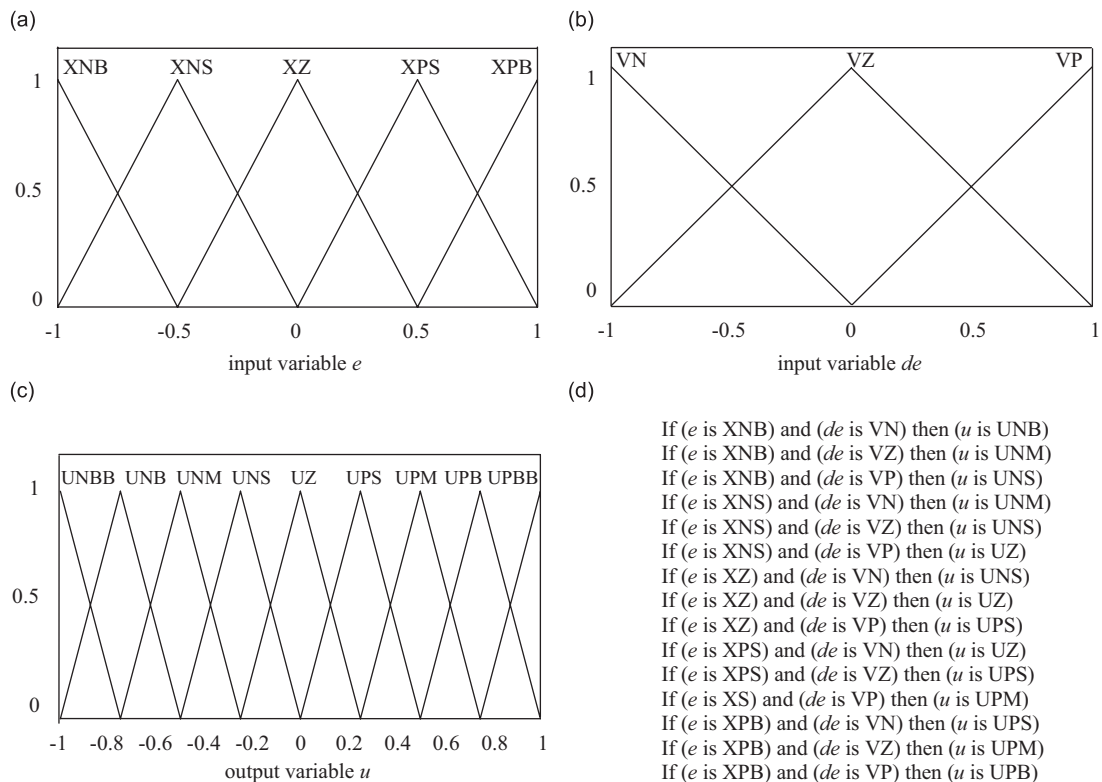 (a)
XNB XNS XZ XPS XPB
1
0.5
0
-1 -0.5 0 0.5 1
input variable e
(b)
VN VZ VP
1
0.5
0
-1 -0.5 0 0.5 1
input variable de
(c)
UNBB UNB UNM UNS UZ UPS UPM UPB UPBB
1
0.5
0
-1 -0.8 -0.6 -0.4 -0.2 0 0.2 0.4 0.6 0.8 1
output variable u
(d)
If (e is XNB) and (de is VN) then (u is UNB)
If (e is XNB) and (de is VZ) then (u is UNM)
If (e is XNB) and (de is VP) then (u is UNS)
If (e is XNS) and (de is VN) then (u is UNM)
If (e is XNS) and (de is VZ) then (u is UNS)
If (e is XNS) and (de is VP) then (u is UZ)
If (e is XZ) and (de is VN) then (u is UNS)
If (e is XZ) and (de is VZ) then (u is UZ)
If (e is XZ) and (de is VP) then (u is UPS)
If (e is XPS) and (de is VN) then (u is UZ)
If (e is XPS) and (de is VZ) then (u is UPS)
If (e is XS) and (de is VP) then (u is UPM)
If (e is XPB) and (de is VN) then (u is UPS)
If (e is XPB) and (de is VZ) then (u is UPM)
If (e is XPB) and (de is VP) then (u is UPB)